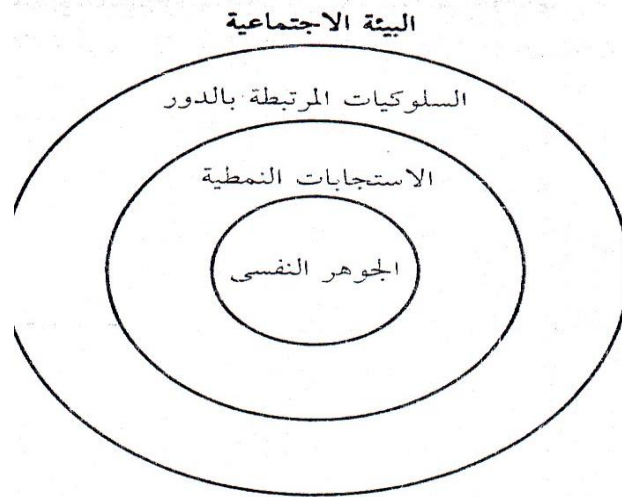 البيئة الاجتماعية
السلوكيات المرتبطة بالدور
الاستجابات النمطية
الجوهر النفسى